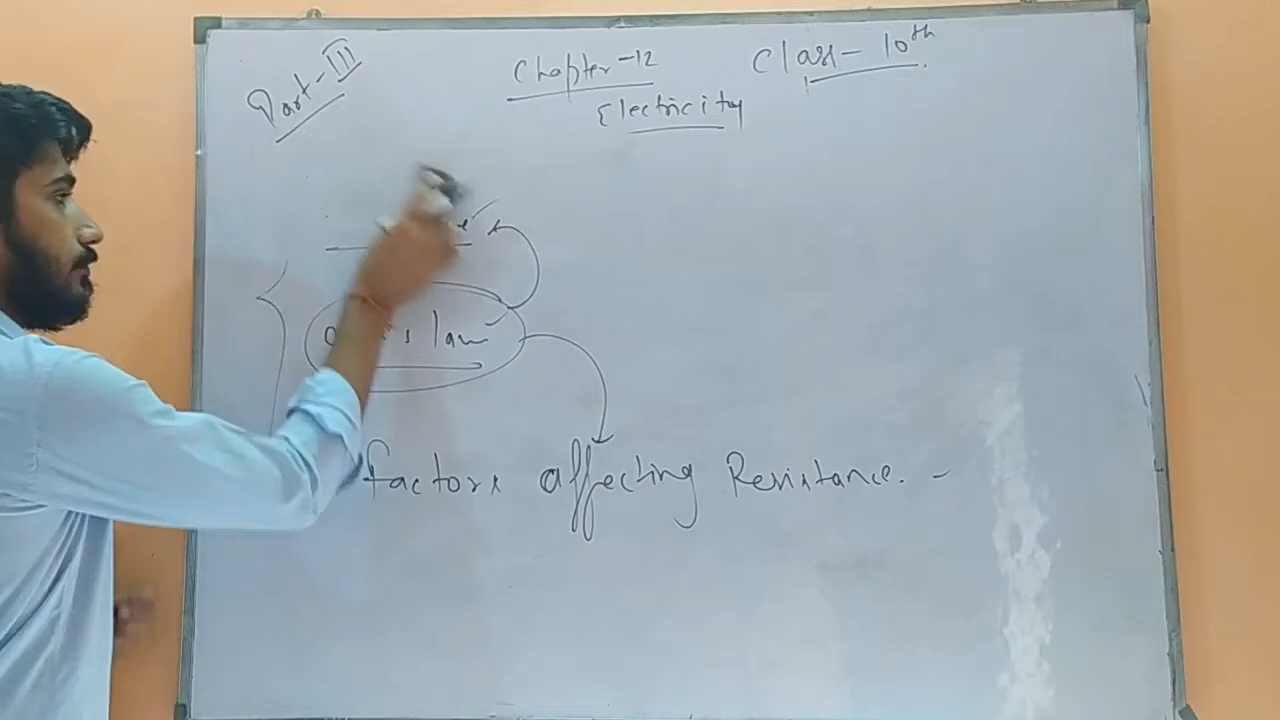 Part-III
Chapter-12
Class-10th
Electricity
law
factors affecting Resistance. -